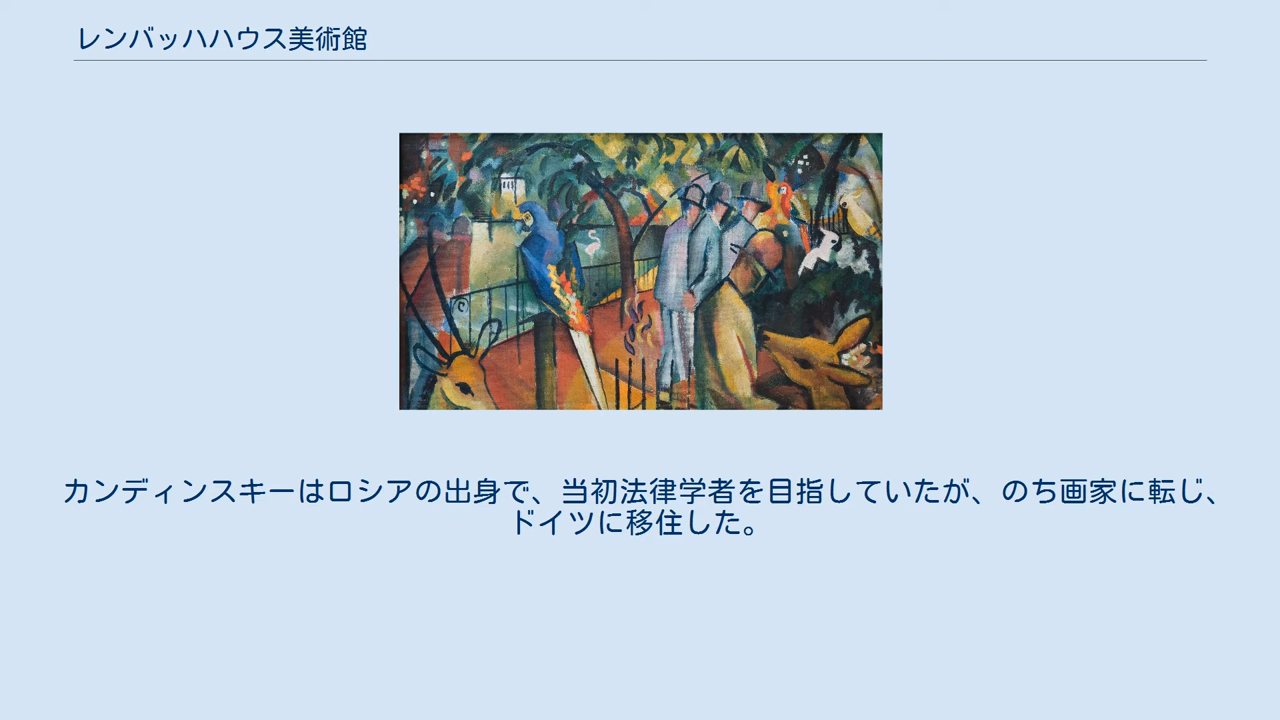 レンバッハハウス美術館
カンディンスキーはロシアの出身で、当初法律学者を目指していたが、のち画家に転じ、
ドイツに移住した。